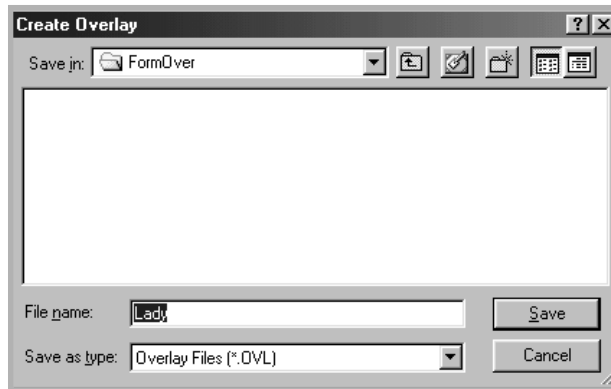 Create Overlay
Save in: FormOver
File name: Lady
Save
Save as type: Overlay Files (*.OVL)
Cancel